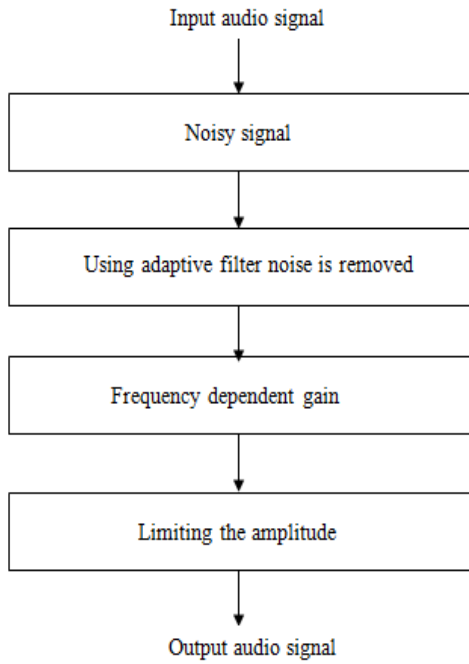 Input audio signal
Noisy signal
Using adaptive filter noise is removed
Frequency dependent gain
Limiting the amplitude
Output audio signal